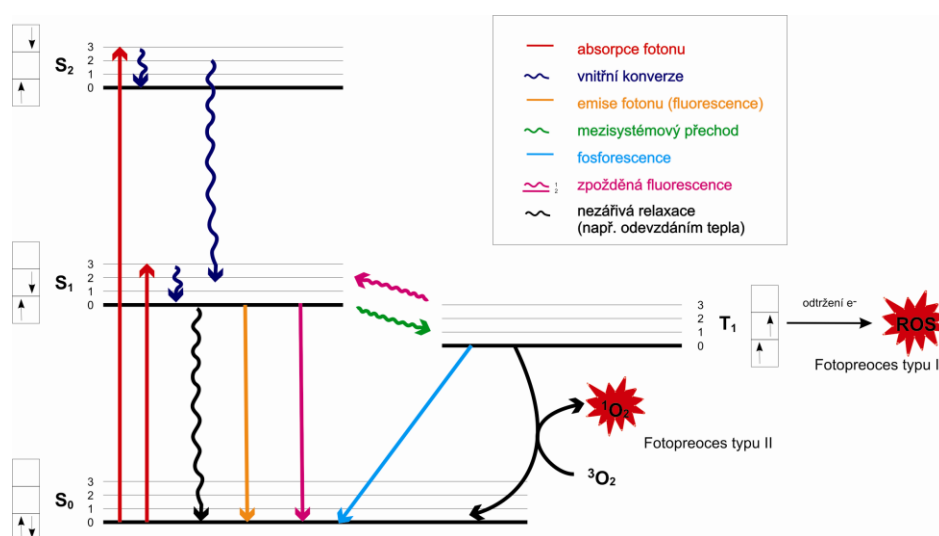 absorpce fotonu
vnitřní konverze
emise fotonu (fluorescence)
mezisystémový přechod
fosforescence
1
2
zpožděná fluorescence
nezářivá relaxace
(např. odevzdáním tepla)
S2
3
2
1
0
S1
3
2
1
0
T1
3
2
1
0
odtržení e-
ROS
Fotopreoces typu I
1O2
Fotopreoces typu II
3O2
S0
3
2
1
0